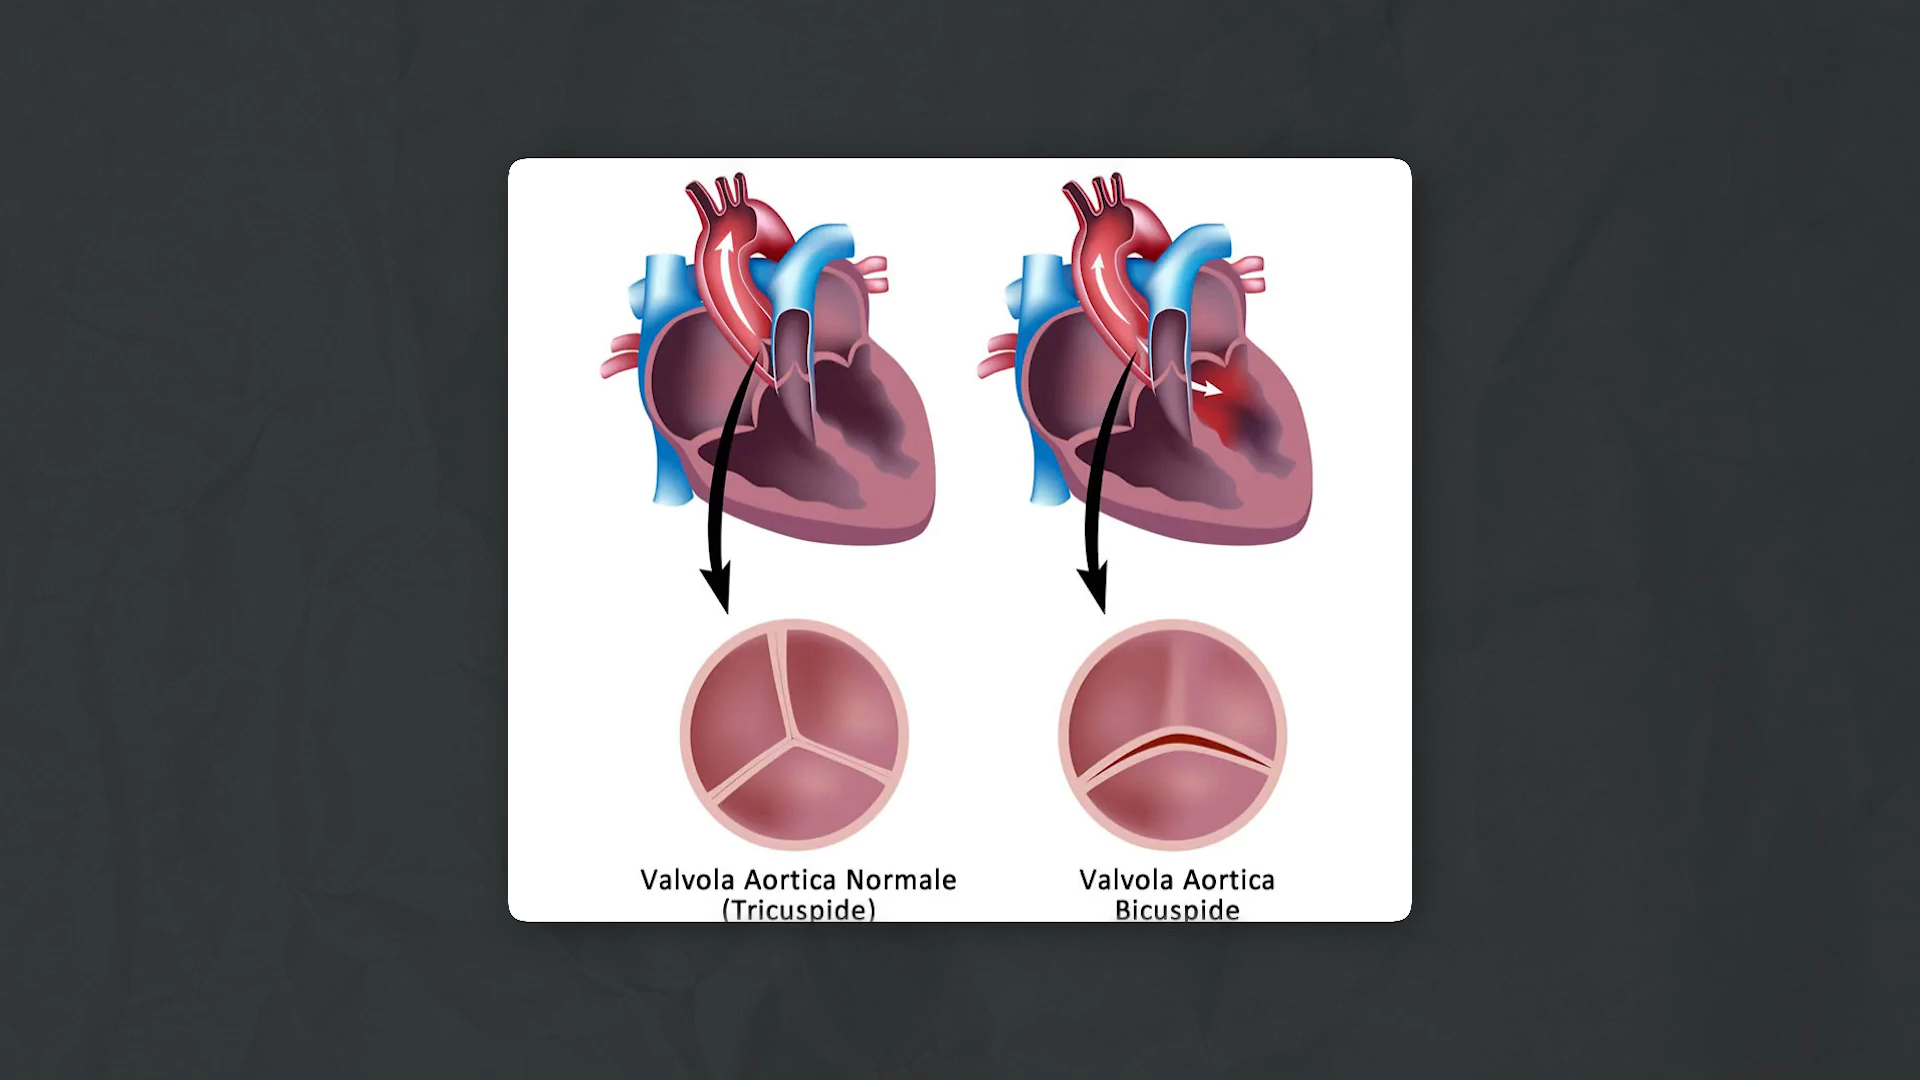 Valvola Aortica Normale
(Tricuspide)
Valvola Aortica
Bicuspide